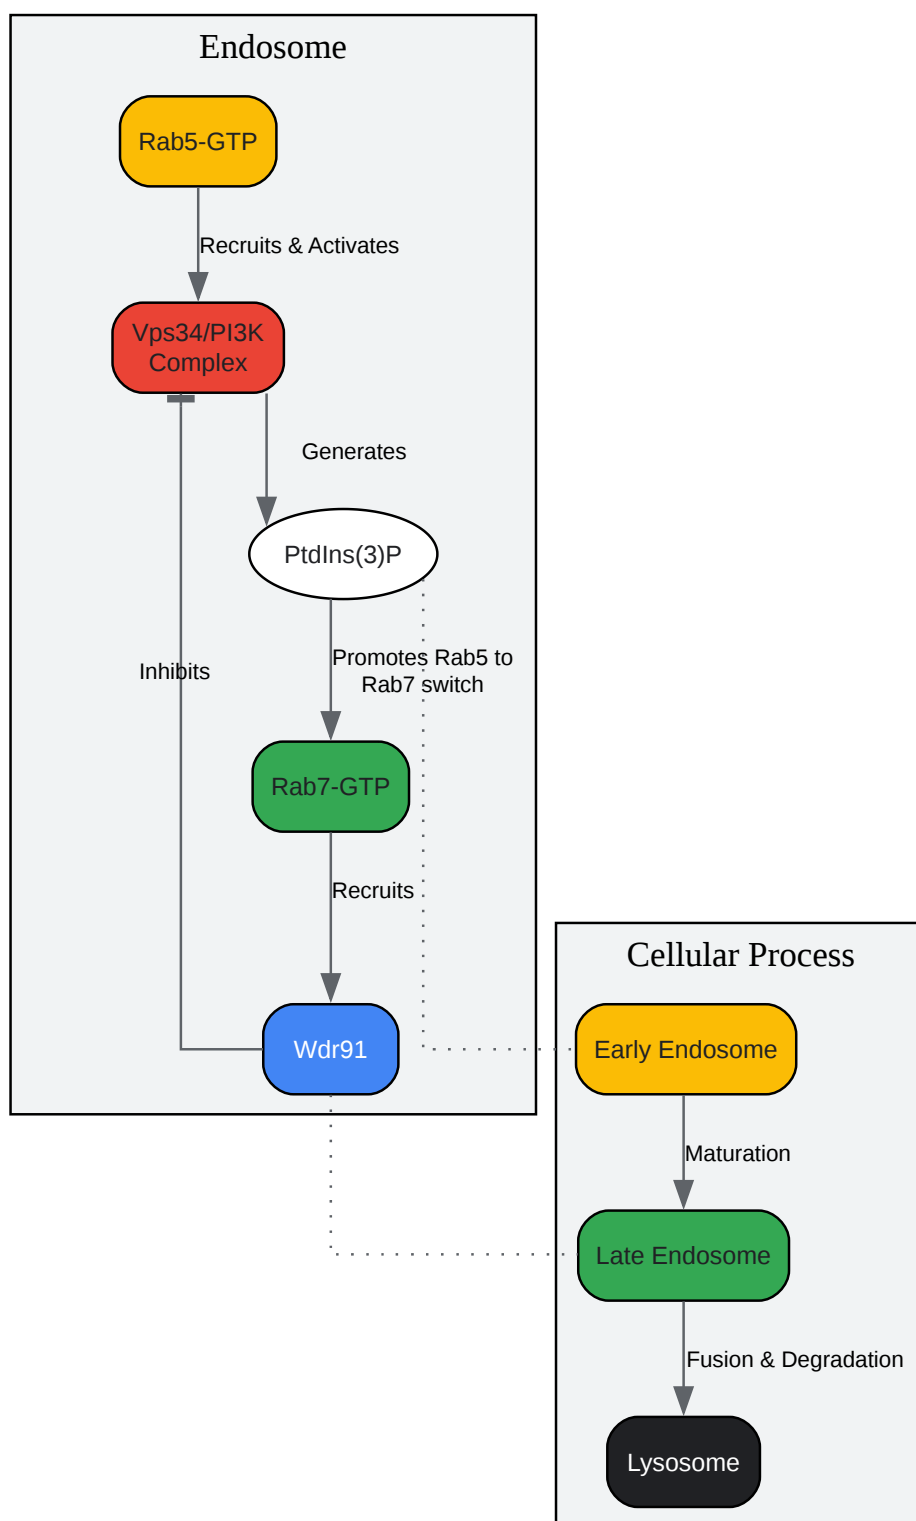 Endosome
Rab5-GTP
Recruits & Activates
Vps34/PI3K
Complex
Generates
PtdIns(3)P
Inhibits
Promotes Rab5 to
Rab7 switch
Rab7-GTP
Recruits
Wdr91
Cellular Process
Early Endosome
Maturation
Late Endosome
Fusion & Degradation
Lysosome